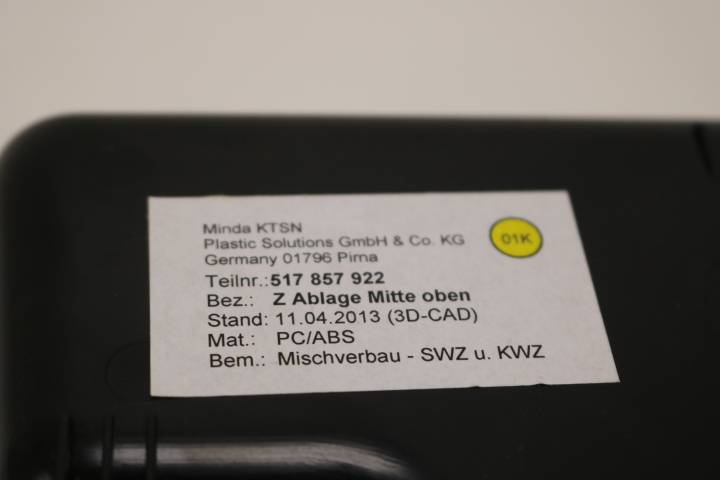 Minda KTSN
Plastic Solutions GmbH & Co. KG
Germany 01796 Pirna
01K
Teilnr.:517 857 922
Bez.: Z Ablage Mitte oben
Stand: 11.04.2013 (3D-CAD)
Mat.: PC/ABS
Bem.: Mischverbau - SWZ u. KWZ